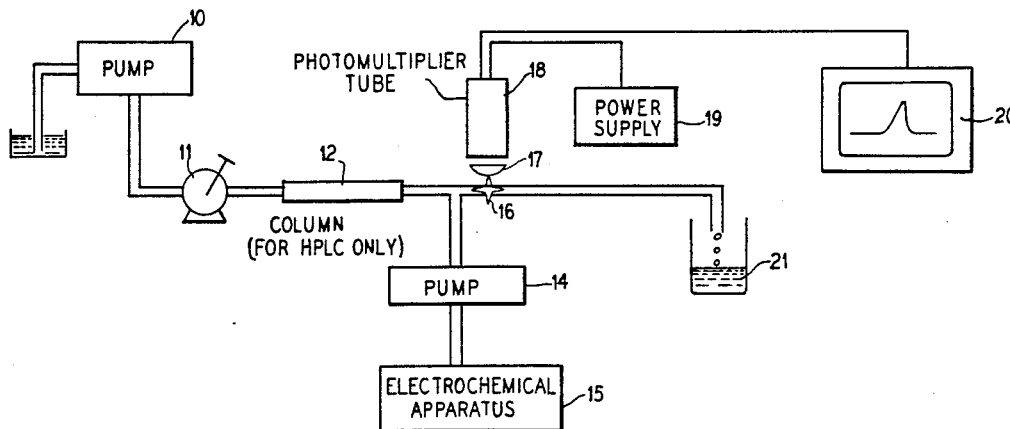 10
PUMP
PHOTOMULTIPLIER
TUBE
18
POWER
SUPPLY
19
20
11
12
17
16
COLUMN
(FOR HPLC ONLY)
PUMP
14
21
ELECTROCHEMICAL
APPARATUS
15